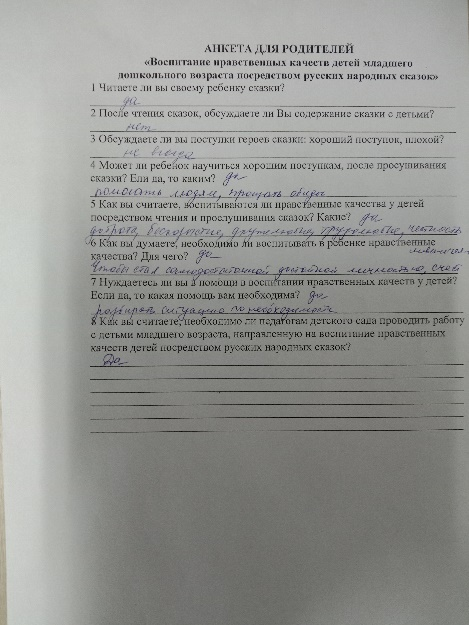 АНКЕТА ДЛЯ РОДИТЕЛЕЙ
«Воспитание нравственных качеств детей младшего
дошкольного возраста посредством русских народных сказок»
1 Читаете ли вы своему ребенку сказки?
да
2 После чтения сказок, обсуждаете ли Вы содержание сказки с детьми?
нет
3 Обсуждаете ли вы поступки героев сказки: хороший поступок, плохой?
не всегда
4 Может ли ребенок научиться хорошим поступкам, после прослушивания
сказки? Если да, то каким? да
помогать людям, прощать обиды
5 Как вы считаете, воспитываются ли нравственные качества у детей
посредством чтения и прослушивания сказок? Какие? да
доброта, бескорыстие, дружелюбие, трудолюбие, честность
6 Как вы думаете, необходимо ли воспитывать в ребенке нравственные
качества? Для чего? да
Чтобы стал самодостаточной личностью,
7 Нуждаетесь ли вы в помощи в воспитании нравственных качеств у детей?
Если да, то какая помощь вам необходима? да
разбирать ситуации по необходимости
8 Как вы считаете, необходимо ли педагогам детского сада проводить работу
с детьми младшего возраста, направленную на воспитание нравственных
качеств детей посредством русских народных сказок?
Да